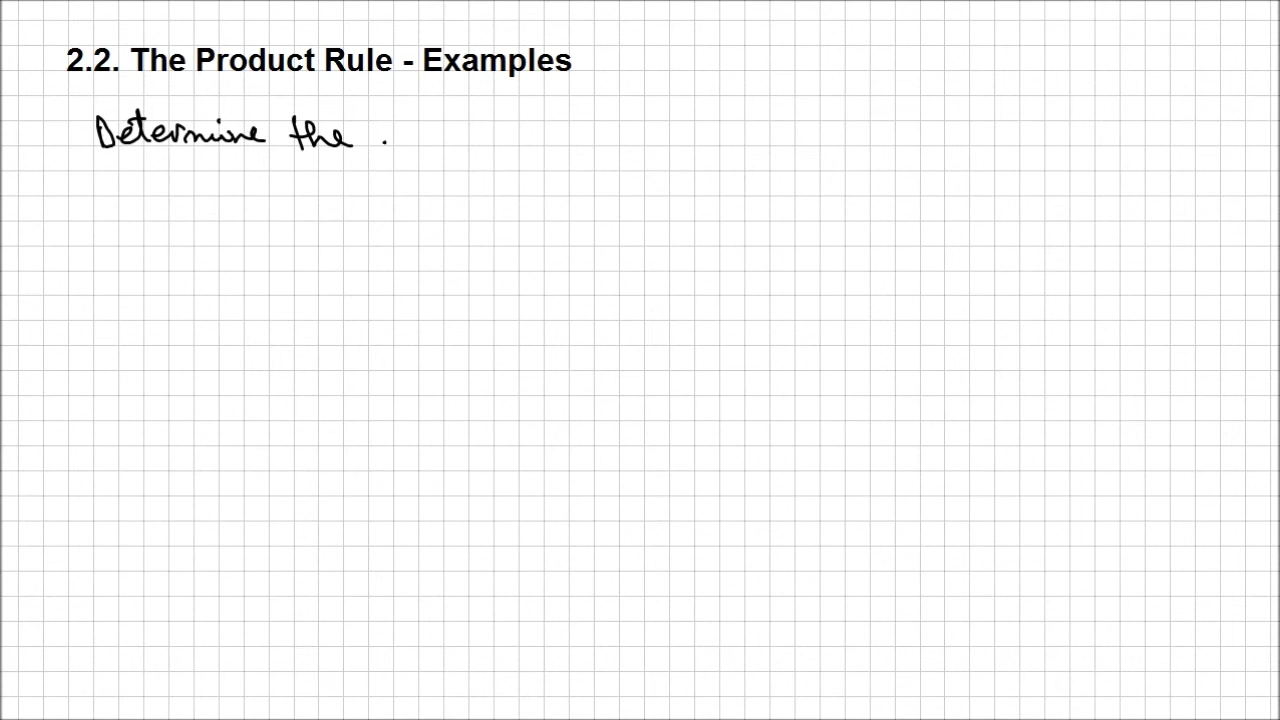 2.2. The Product Rule - Examples
Determine the .